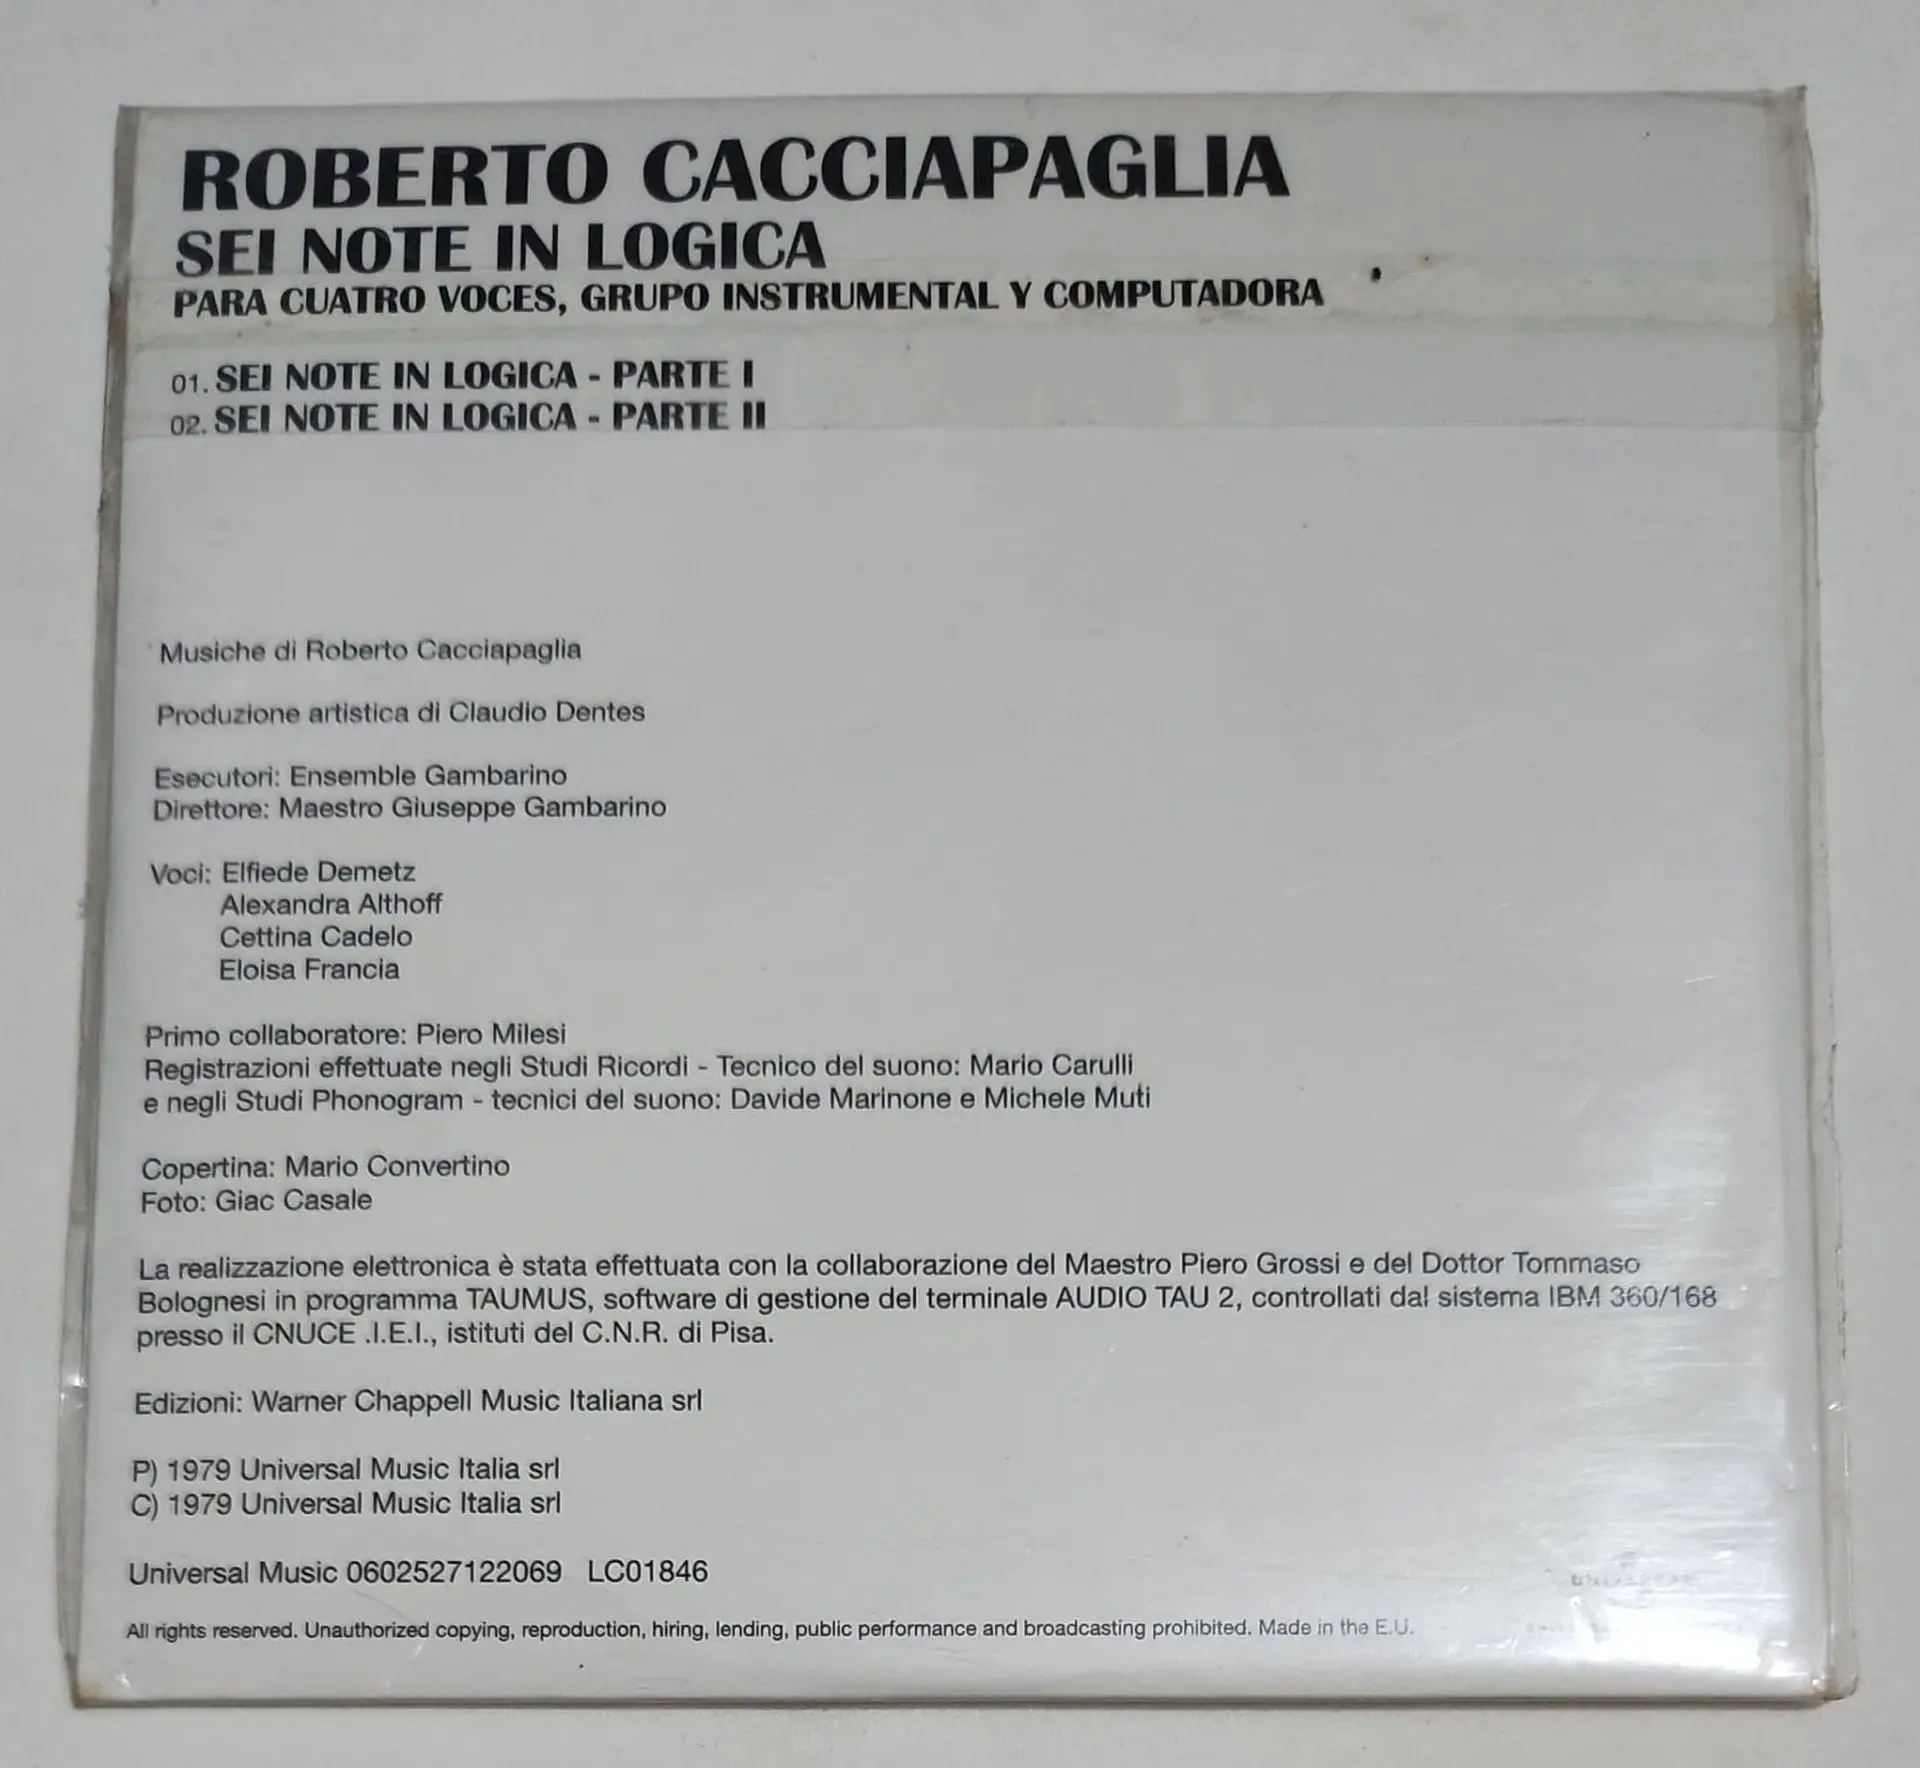 ROBERTO CACCIAPAGLIA
SEI NOTE IN LOGICA
PARA CUATRO VOCES, GRUPO INSTRUMENTAL Y COMPUTADORA
01. SEI NOTE IN LOGICA - PARTE I
02. SEI NOTE IN LOGICA - PARTE II
Musiche di Roberto Cacciapaglia
Produzione artistica di Claudio Dentes
Esecutori: Ensemble Gambarino
Direttore: Maestro Giuseppe Gambarino
Voci: Elfiede Demetz
Alexandra Althoff
Cettina Cadelo
Eloisa Francia
Primo collaboratore: Piero Milesi
Registrazioni effettuate negli Studi Ricordi - Tecnico del suono: Mario Carulli
e negli Studi Phonogram - tecnici del suono: Davide Marinone e Michele Muti
Copertina: Mario Convertino
Foto: Giac Casale
La realizzazione elettronica è stata effettuata con la collaborazione del Maestro Piero Grossi e del Dottor Tommaso
Bolognesi in programma TAUMUS, software di gestione del terminale AUDIO TAU 2, controllati dal sistema IBM 360/168
presso il CNUCE .I.E.I., istituti del C.N.R. di Pisa.
Edizioni: Warner Chappell Music Italiana srl
P) 1979 Universal Music Italia srl
C) 1979 Universal Music Italia srl
Universal Music 0602527122069 LC01846
All rights reserved. Unauthorized copying, reproduction, hiring, lending, public performance and broadcasting prohibited. Made in the E.U.